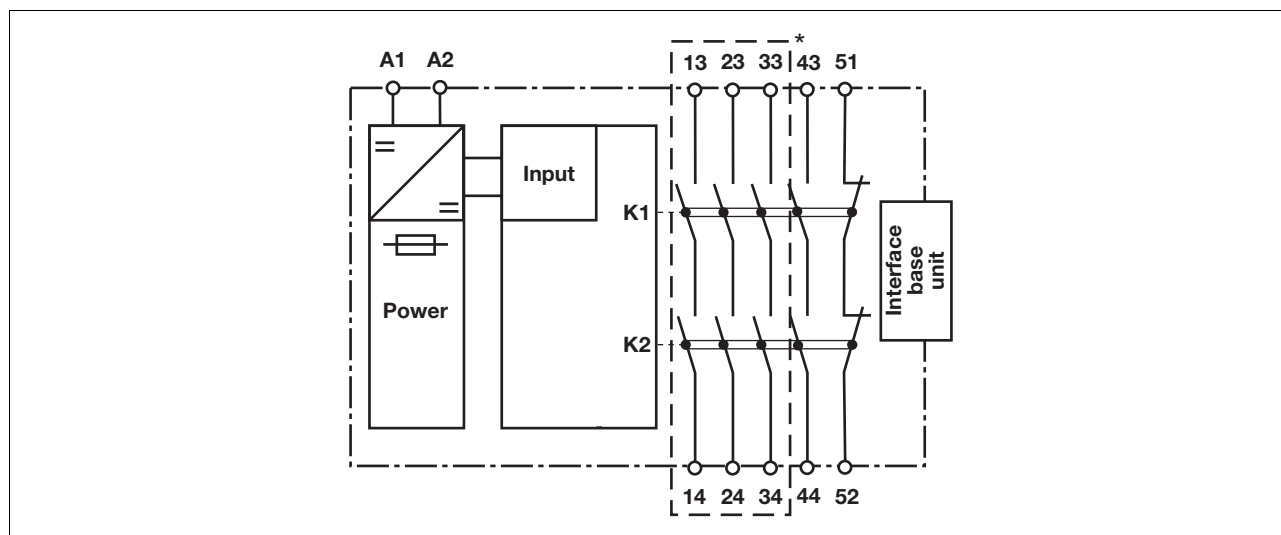 *
A1 A2 13 23 33 43 51
Input
K1
Power
K2
Interface
base
unit
14 24 34 44 52